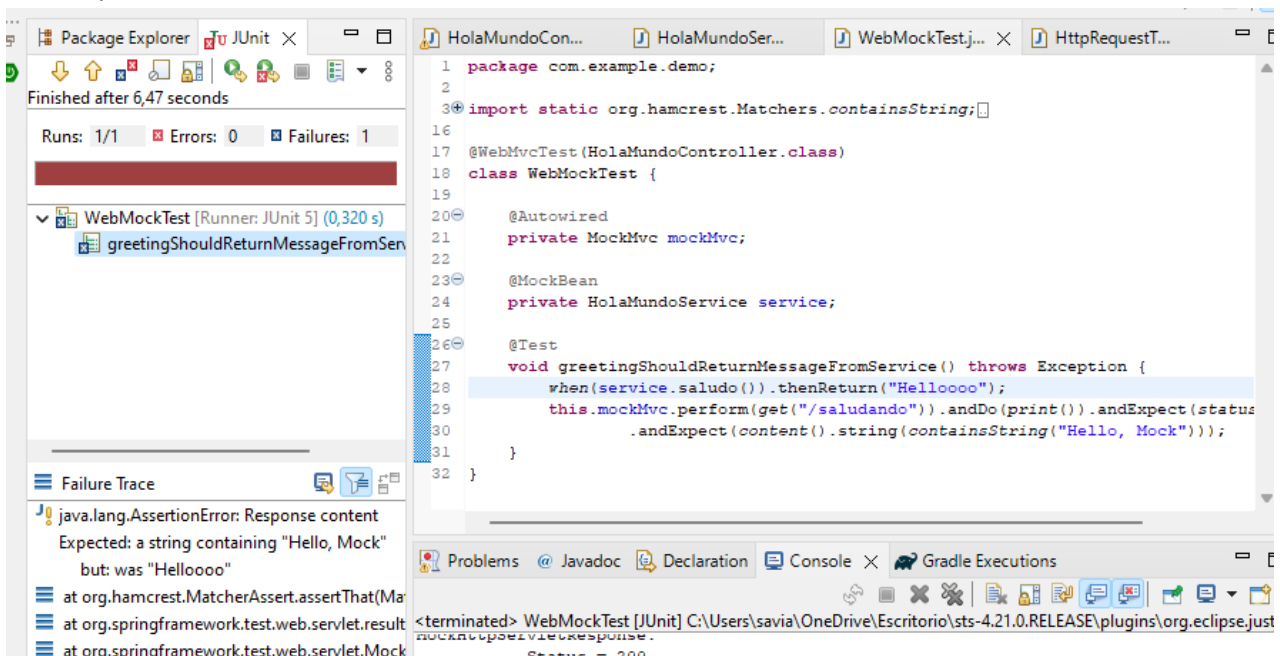 Package Explorer JUnit
Finished after 6,47 seconds
Runs: 1/1 Errors: 0 Failures: 1
WebMockTest [Runner: JUnit 5] (0,320 s)
greetingShouldReturnMessageFromServ
Failure Trace
java.lang.AssertionError: Response content
Expected: a string containing "Hello, Mock"
but: was "Helloooo"
at org.hamcrest.MatcherAssert.assertThat(Ma
at org.springframework.test.web.servlet.result
at org.springframework.test.web.servlet.Mock
HolaMundoCon... HolaMundoSer... WebMockTest.j... HttpRequestT...
1 package com.example.demo;
2
3 import static org.hamcrest.Matchers.containsString;
16
17 @WebMvcTest(HolaMundoController.class)
18 class WebMockTest {
19
20 @Autowired
21 private MockMvc mockMvc;
22
23 @MockBean
24 private HolaMundoService service;
25
26 @Test
27 void greetingShouldReturnMessageFromService() throws Exception {
28 when(service.saludo()).thenReturn("Helloooo");
29 this.mockMvc.perform(get("/saludando")).andDo(print()).andExpect(status
30 .andExpect(content().string(containsString("Hello, Mock")));
31 }
32 }
Problems @ Javadoc Declaration Console Gradle Executions
<terminated> WebMockTest [JUnit] C:\Users\savia\OneDrive\Escritorio\sts-4.21.0.RELEASE\plugins\org.eclipse.just
MockHttpServletResponse:
Status = 200